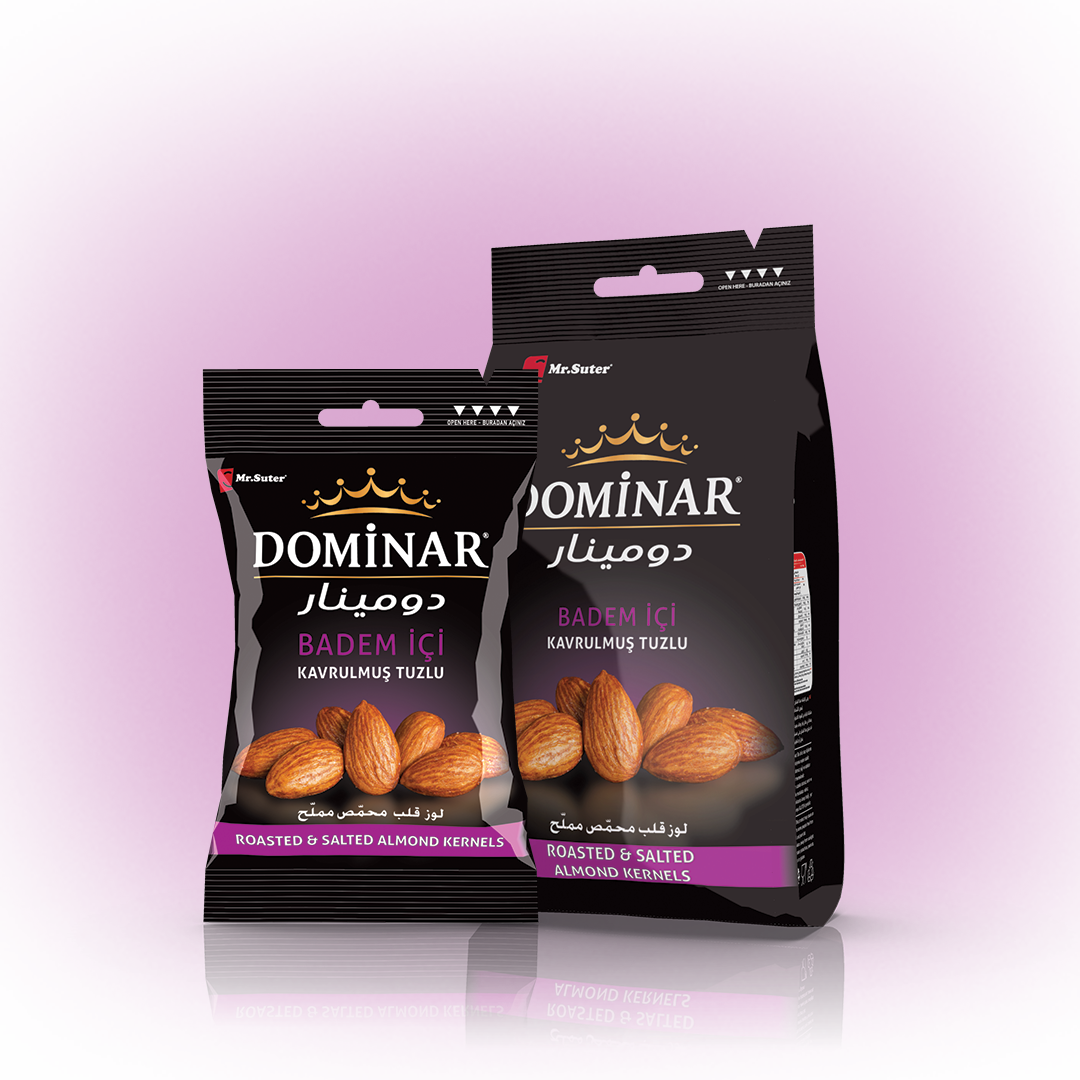 OPEN HERE - BURADAN AÇINIZ
Mr.Suter®
DOMİNAR®
دومينار
BADEM İÇİ
KAVRULMUŞ TUZLU
لوز قلب محمّص مملّح
ROASTED & SALTED ALMOND KERNELS
OPEN HERE - BURADAN AÇINIZ
Mr.Suter®
DOMİNAR®
دومينار
BADEM İÇİ
KAVRULMUŞ TUZLU
لوز قلب محمّص مملّح
ROASTED & SALTED
ALMOND KERNELS